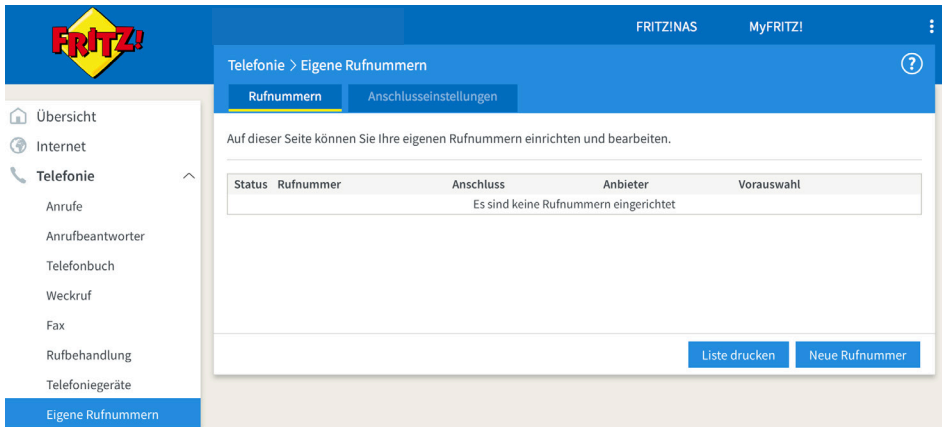 FRITZ!
FRITZ!NAS MyFRITZ!
Telefonie > Eigene Rufnummern ?
Rufnummern Anschlusseinstellungen
Übersicht
Internet
Telefonie
Anrufe
Anrufbeantworter
Telefonbuch
Weckruf
Fax
Rufbehandlung
Telefoniegeräte
Eigene Rufnummern
Auf dieser Seite können Sie Ihre eigenen Rufnummern einrichten und bearbeiten.
Status Rufnummer Anschluss Anbieter Vorauswahl
Es sind keine Rufnummern eingerichtet
Liste drucken Neue Rufnummer